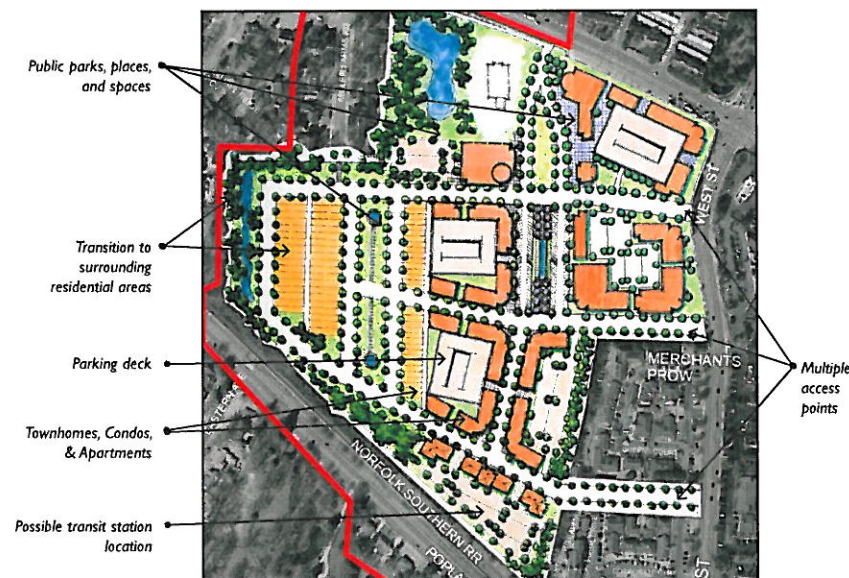 Public parks, places,
and spaces
Transition to
surrounding
residential areas
Parking deck
Townhomes, Condos,
& Apartments
Possible transit station
location
WEST ST
MERCHANTS
PROW
Multiple
access
points
NORFOLK SOUTHERN RR
ST